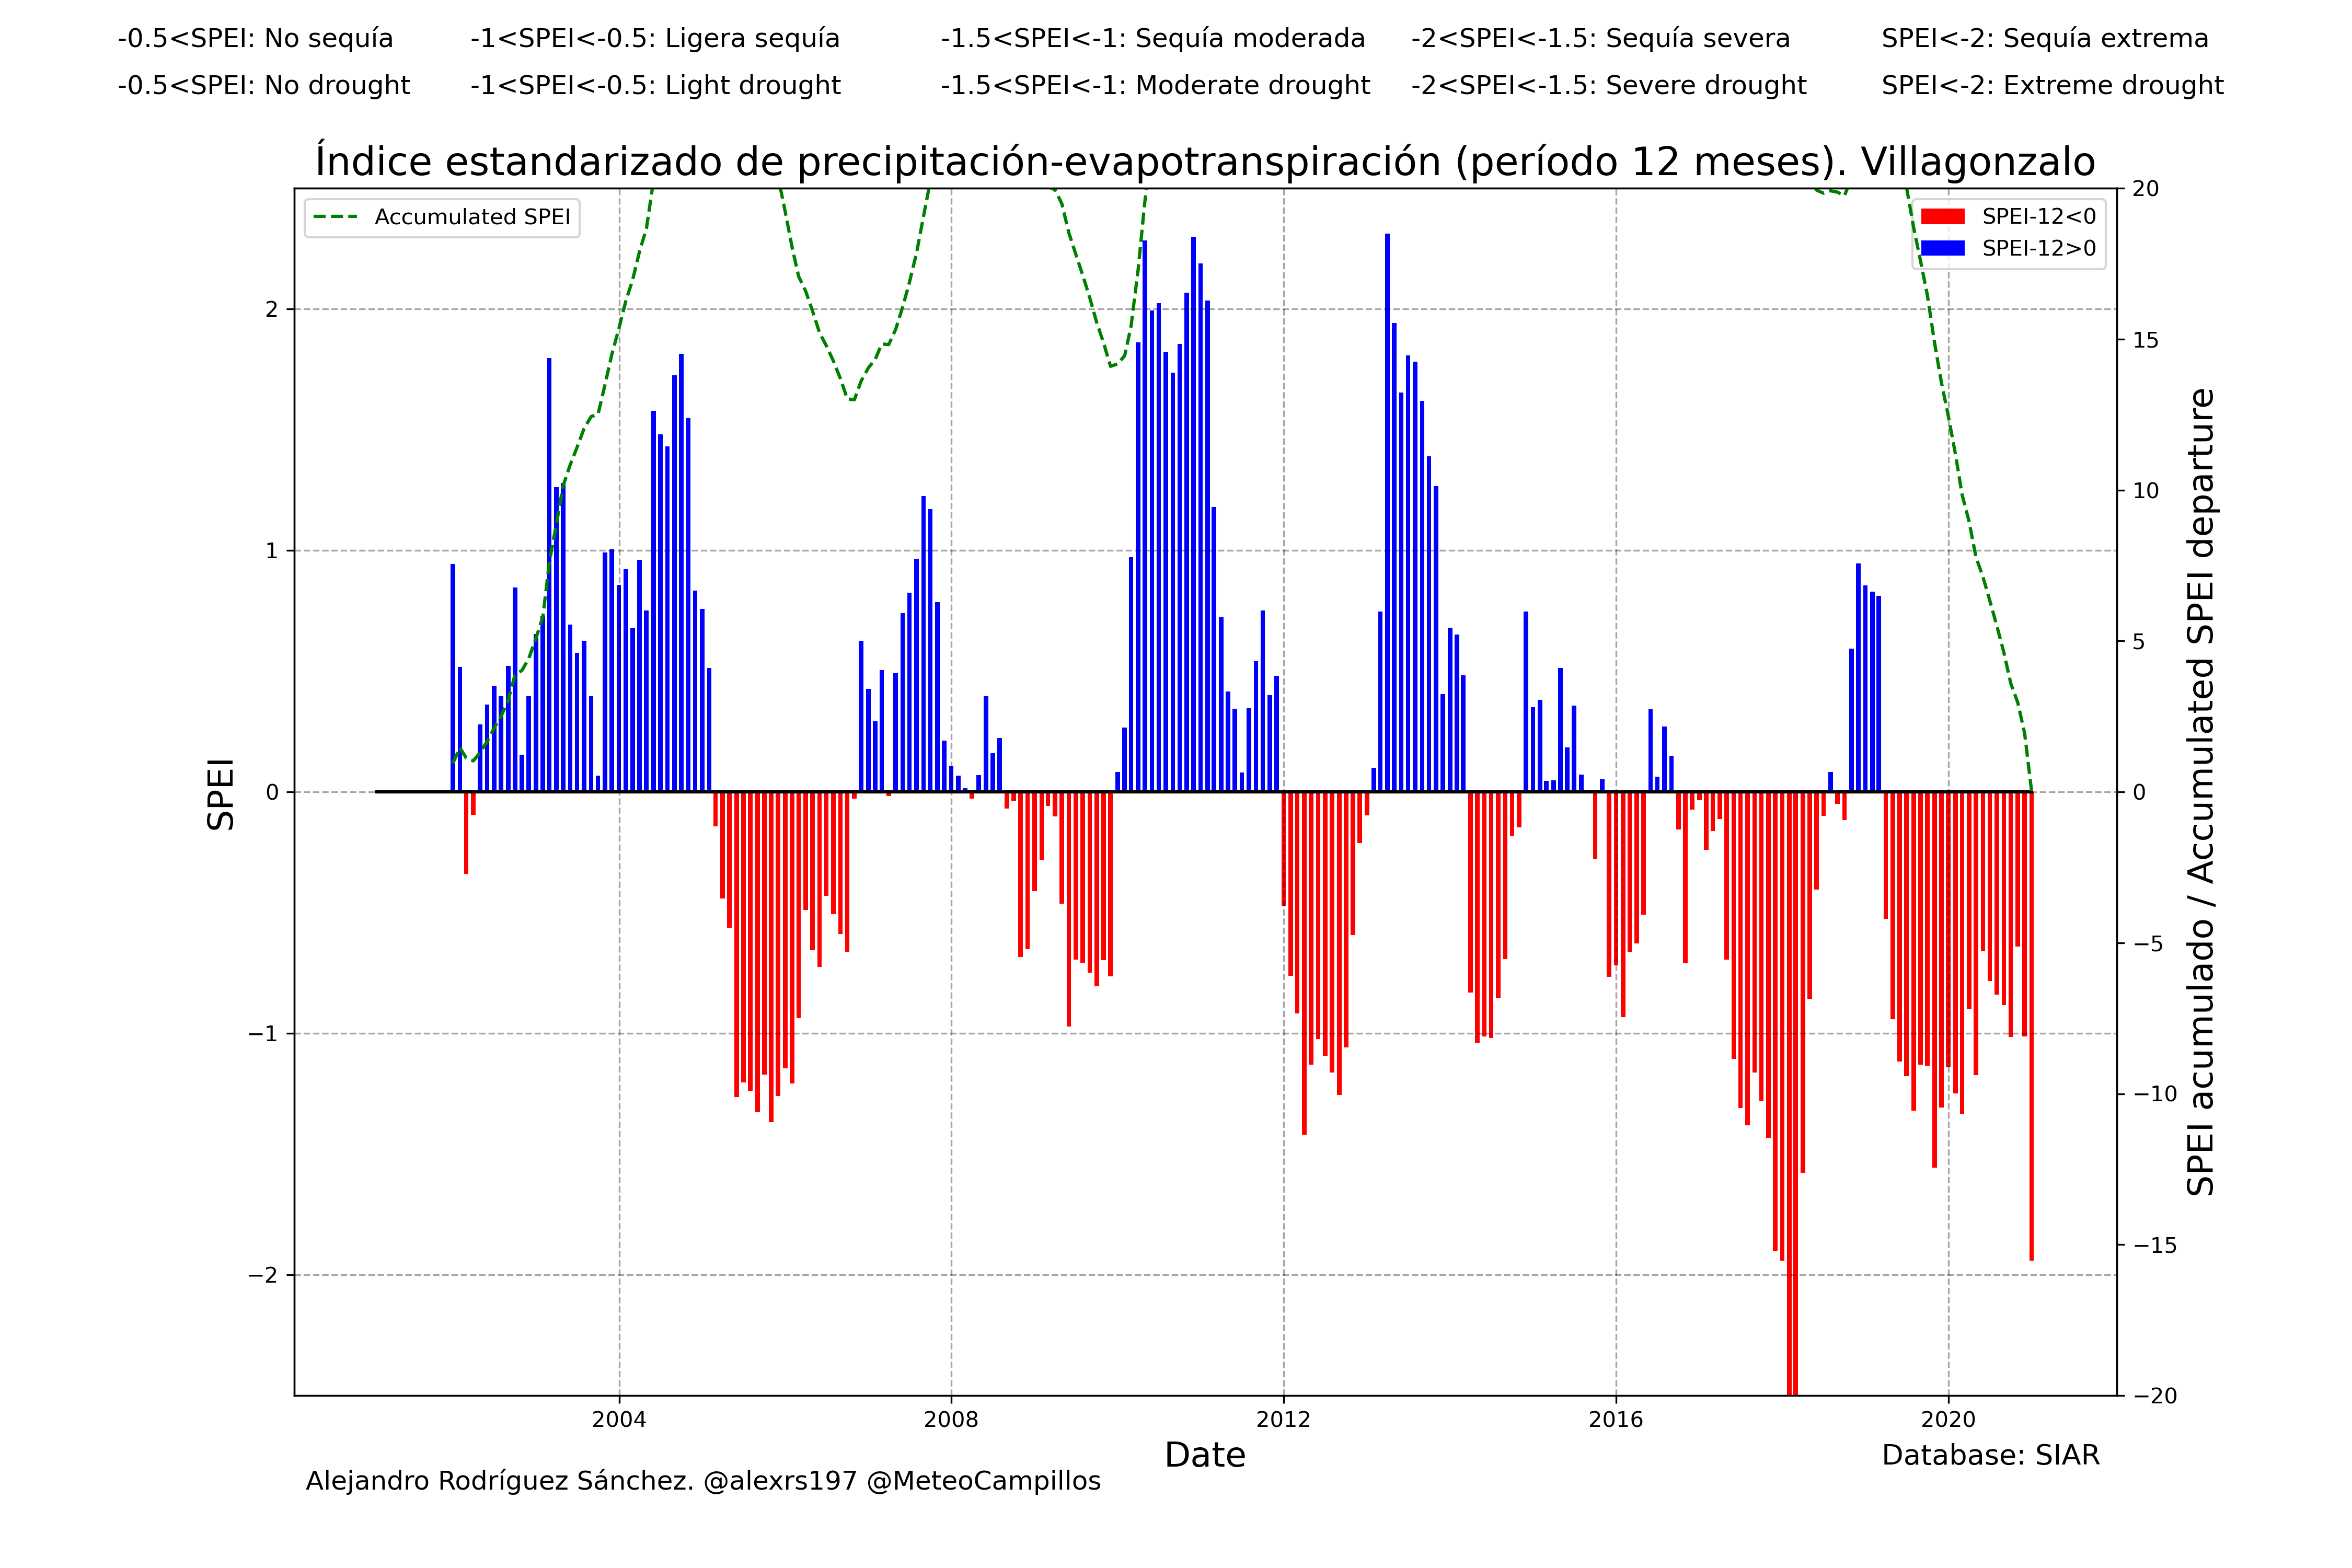 -0.5<SPEI: No sequía -1<SPEI<-0.5: Ligera sequía -1.5<SPEI<-1: Sequía moderada -2<SPEI<-1.5: Sequía severa SPEI<-2: Sequía extrema
-0.5<SPEI: No drought -1<SPEI<-0.5: Light drought -1.5<SPEI<-1: Moderate drought -2<SPEI<-1.5: Severe drought SPEI<-2: Extreme drought
Índice estandarizado de precipitación-evapotranspiración (período 12 meses). Villagonzalo
Accumulated SPEI
SPEI-12<0
SPEI-12>0
SPEI
2
1
0
−1
−2
20
15
10
5
0
−5
−10
−15
−20
SPEI acumulado / Accumulated SPEI departure
2004 2008 2012 2016 2020
Date
Database: SIAR
Alejandro Rodríguez Sánchez. @alexrs197 @MeteoCampillos